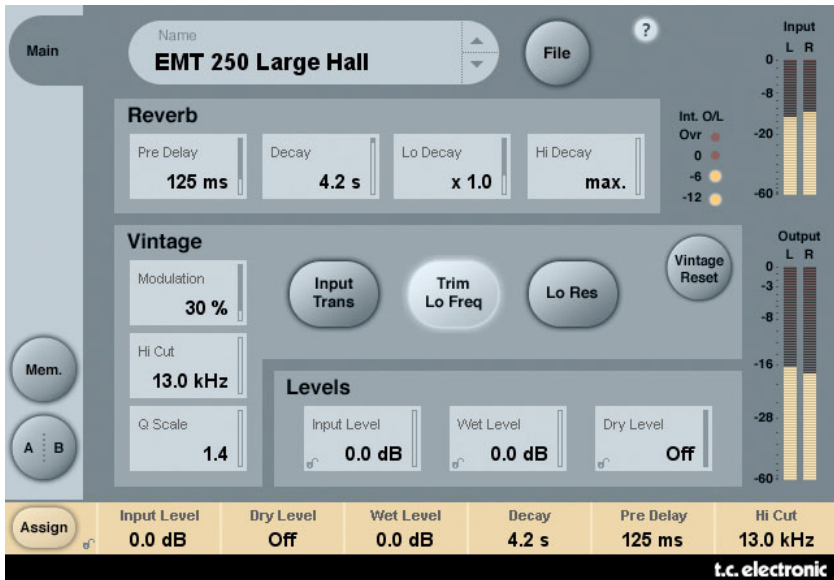 Main
Name
EMT 250 Large Hall
File
?
Input
L R
0
-8
-20
-60
Int. O/L
Ovr
0
-6
-12
Reverb
Pre Delay
125 ms
Decay
4.2 s
Lo Decay
x 1.0
Hi Decay
max.
Vintage
Modulation
30 %
Hi Cut
13.0 kHz
Q Scale
1.4
Input
Trans
Trim
Lo Freq
Lo Res
Vintage
Reset
Output
L R
0
-3
-8
-16
-28
-60
Levels
Input Level
0.0 dB
Wet Level
0.0 dB
Dry Level
Off
Mem.
A B
Assign
Input Level
0.0 dB
Dry Level
Off
Wet Level
0.0 dB
Decay
4.2 s
Pre Delay
125 ms
Hi Cut
13.0 kHz
t.c. electronic